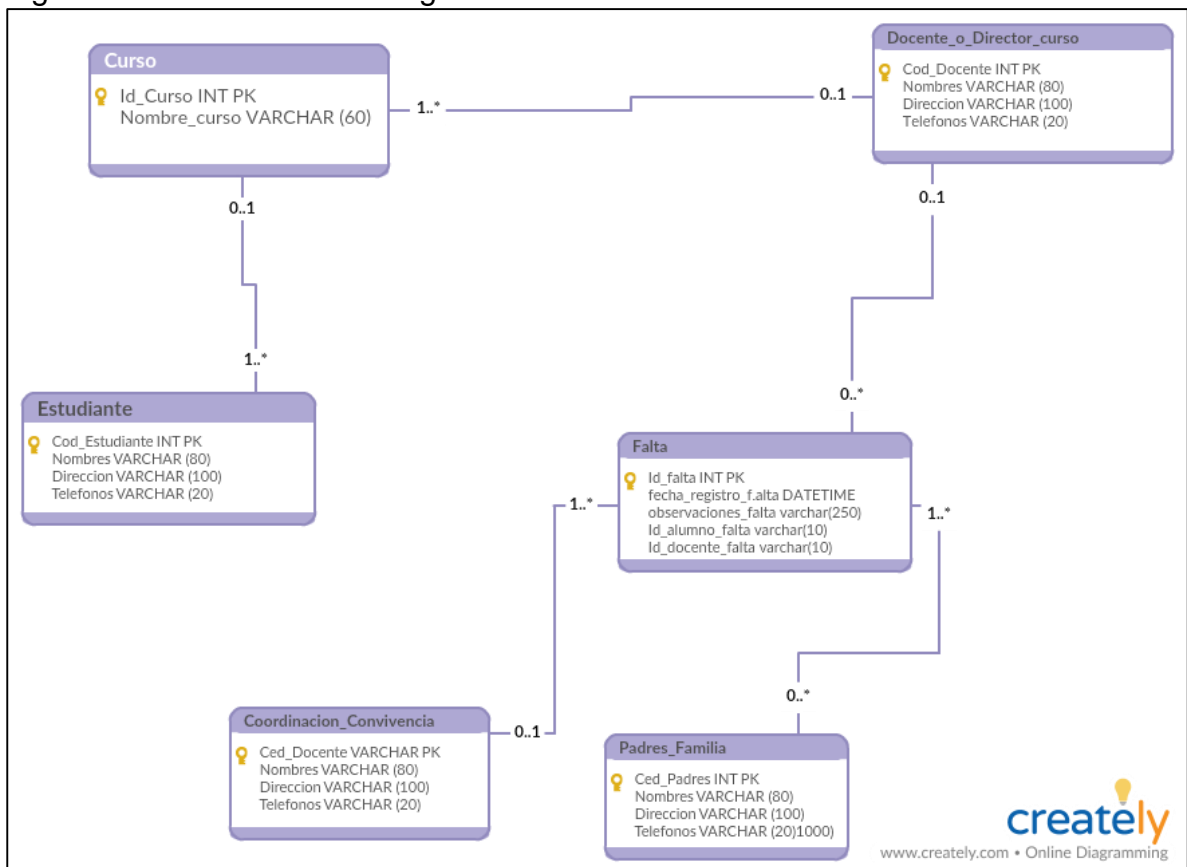 Curso
Id_Curso INT PK
Nombre_curso VARCHAR (60)
Docente_o_Director_curso
Cod_Docente INT PK
Nombres VARCHAR (80)
Direccion VARCHAR (100)
Telefonos VARCHAR (20)
1..*
0..1
0..1
0..1
1..*
0..*
Estudiante
Cod_Estudiante INT PK
Nombres VARCHAR (80)
Direccion VARCHAR (100)
Telefonos VARCHAR (20)
Falta
Id_falta INT PK
fecha_registro_f.alta DATETIME
observaciones_falta varchar(250)
Id_alumno_falta varchar(10)
Id_docente_falta varchar(10)
1..*
1..*
0..*
0..1
Coordinacion_Convivencia
Ced_Docente VARCHAR PK
Nombres VARCHAR (80)
Direccion VARCHAR (100)
Telefonos VARCHAR (20)
Padres_Familia
Ced_Padres INT PK
Nombres VARCHAR (80)
Direccion VARCHAR (100)
Telefonos VARCHAR (20)1000)
creately
www.creately.com • Online Diagramming